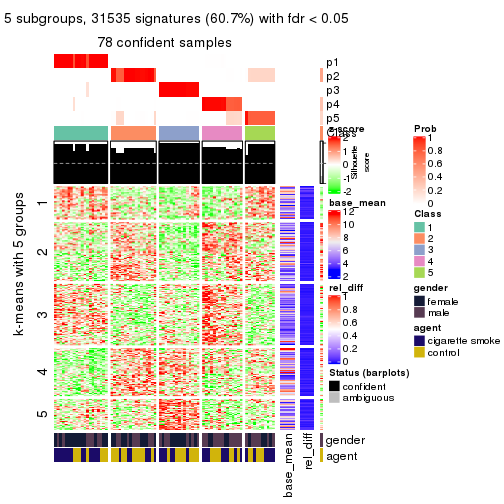 5 subgroups, 31535 signatures (60.7%) with fdr < 0.05
78 confident samples
p1
p2
p3
p4
p5
Class
Silhouette
score
k-means with 5 groups
1
2
3
4
5
gender
agent
base_mean
rel_diff
z-score
2
1
0
-1
-2
base_mean
12
10
8
6
4
2
rel_diff
1
0.8
0.6
0.4
0.2
0
Status (barplots)
confident
ambiguous
Prob
1
0.8
0.6
0.4
0.2
0
Class
1
2
3
4
5
gender
female
male
agent
cigarette smoke
control